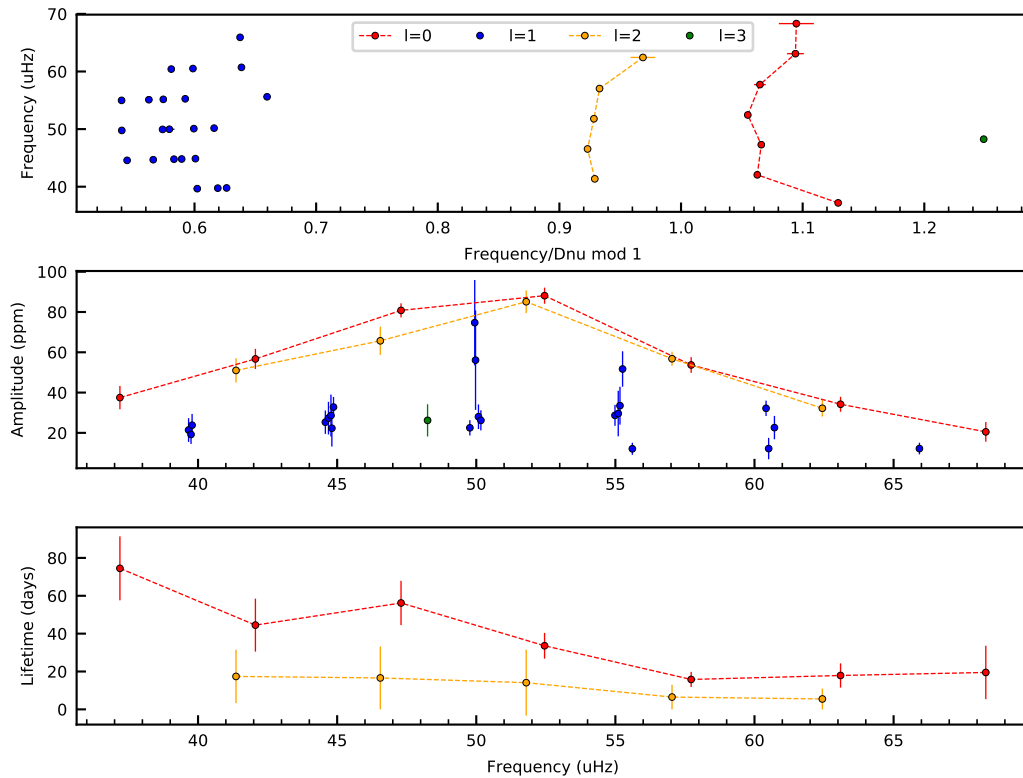 70
60
50
40
Frequency (uHz)
l=0 l=1 l=2 l=3
0.6 0.7 0.8 0.9 1.0 1.1 1.2
Frequency/Dnu mod 1
100
80
60
40
20
Amplitude (ppm)
40 45 50 55 60 65
80
60
40
20
0
Lifetime (days)
40 45 50 55 60 65
Frequency (uHz)